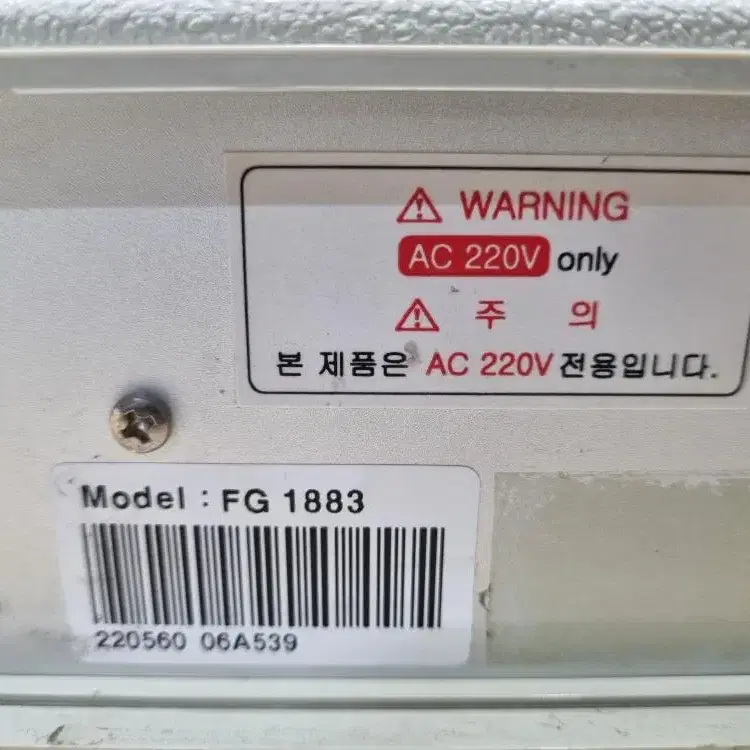 WARNING
AC 220V only
주 의
본 제품은 AC 220V 전용입니다.
Model : FG 1883
220560 06A539